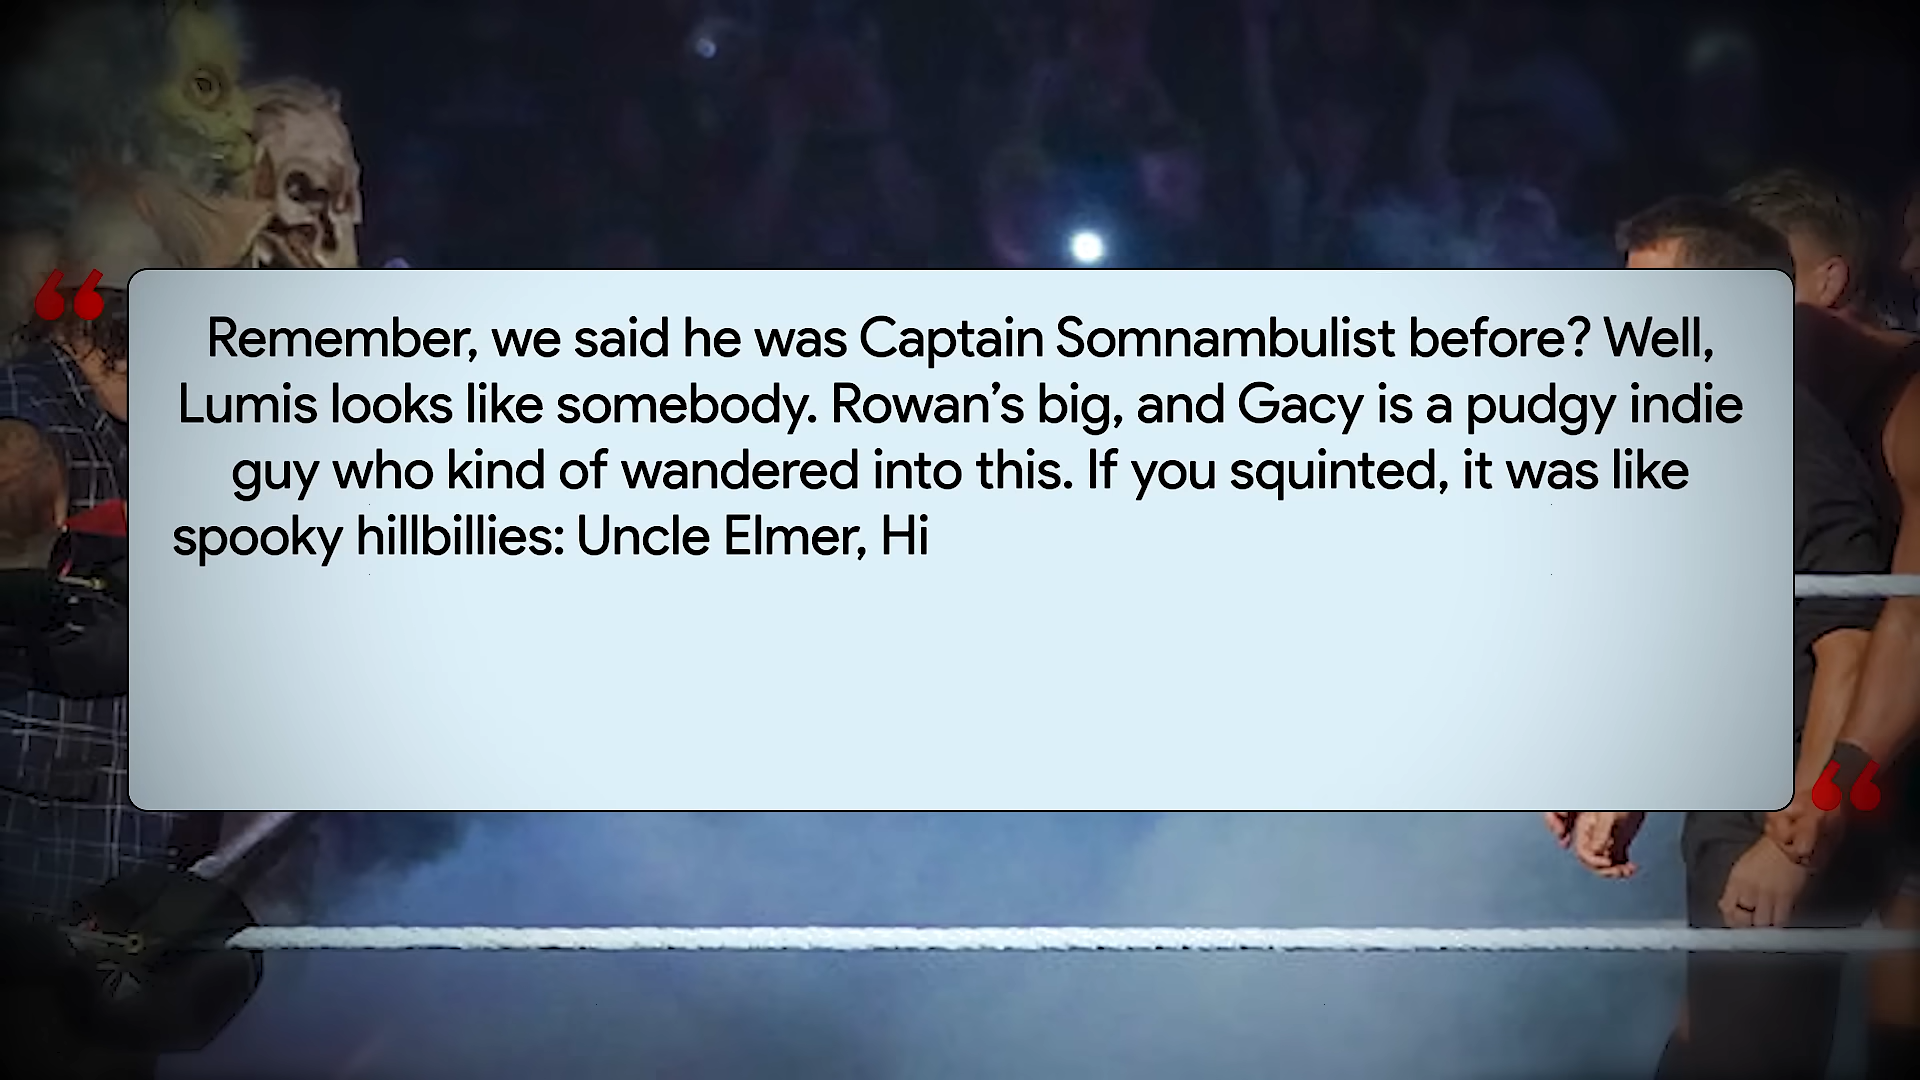 “
Remember, we said he was Captain Somnambulist before? Well,
Lumis looks like somebody. Rowan’s big, and Gacy is a pudgy indie
guy who kind of wandered into this. If you squinted, it was like
spooky hillbillies: Uncle Elmer, Hi
“